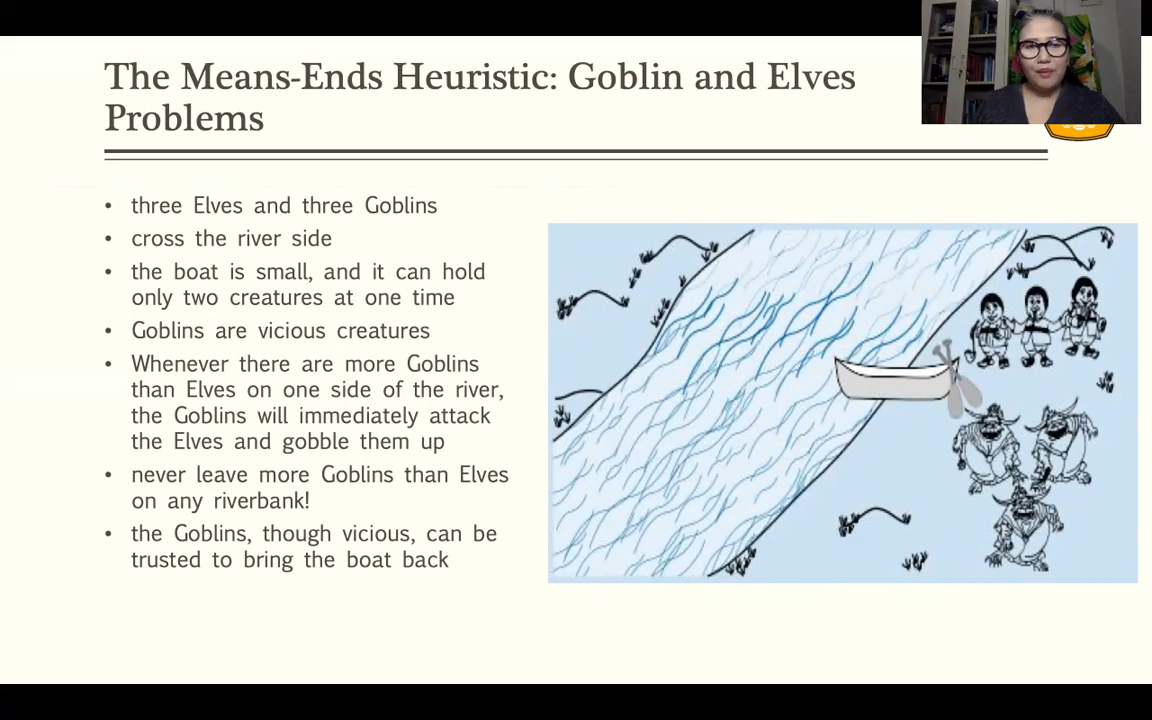 The Means-Ends Heuristic: Goblin and Elves
Problems
• three Elves and three Goblins
• cross the river side
• the boat is small, and it can hold
only two creatures at one time
• Goblins are vicious creatures
• Whenever there are more Goblins
than Elves on one side of the river,
the Goblins will immediately attack
the Elves and gobble them up
• never leave more Goblins than Elves
on any riverbank!
• the Goblins, though vicious, can be
trusted to bring the boat back